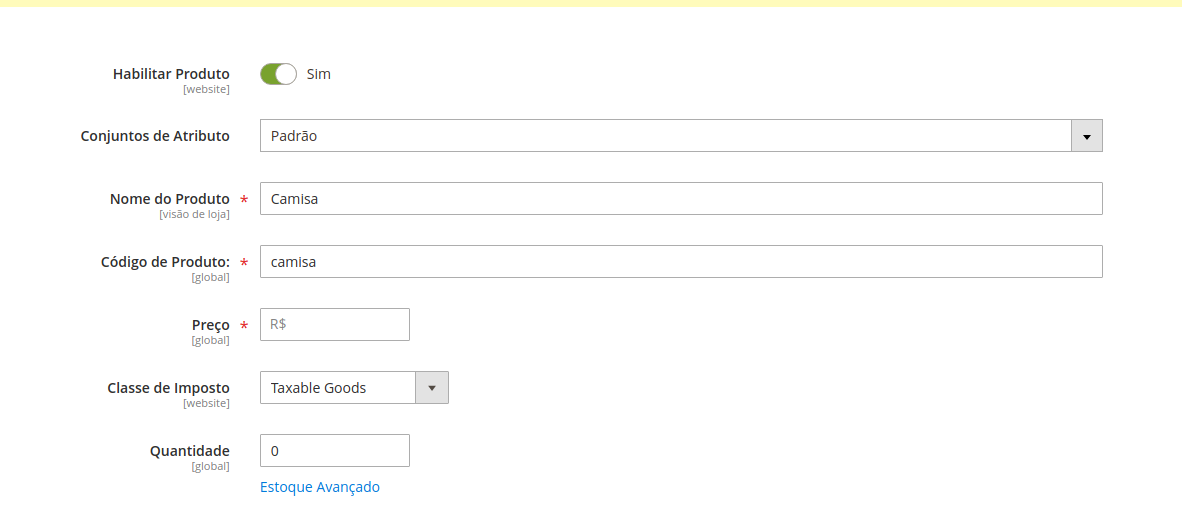 Habilitar Produto
Sim
[website]
Conjuntos de Atributo
Padrão
Nome do Produto *
Camisa
[visão de loja]
Código de Produto: *
camisa
[global]
Preço *
R$
[global]
Classe de Imposto
Taxable Goods
[website]
Quantidade
0
[global]
Estoque Avançado